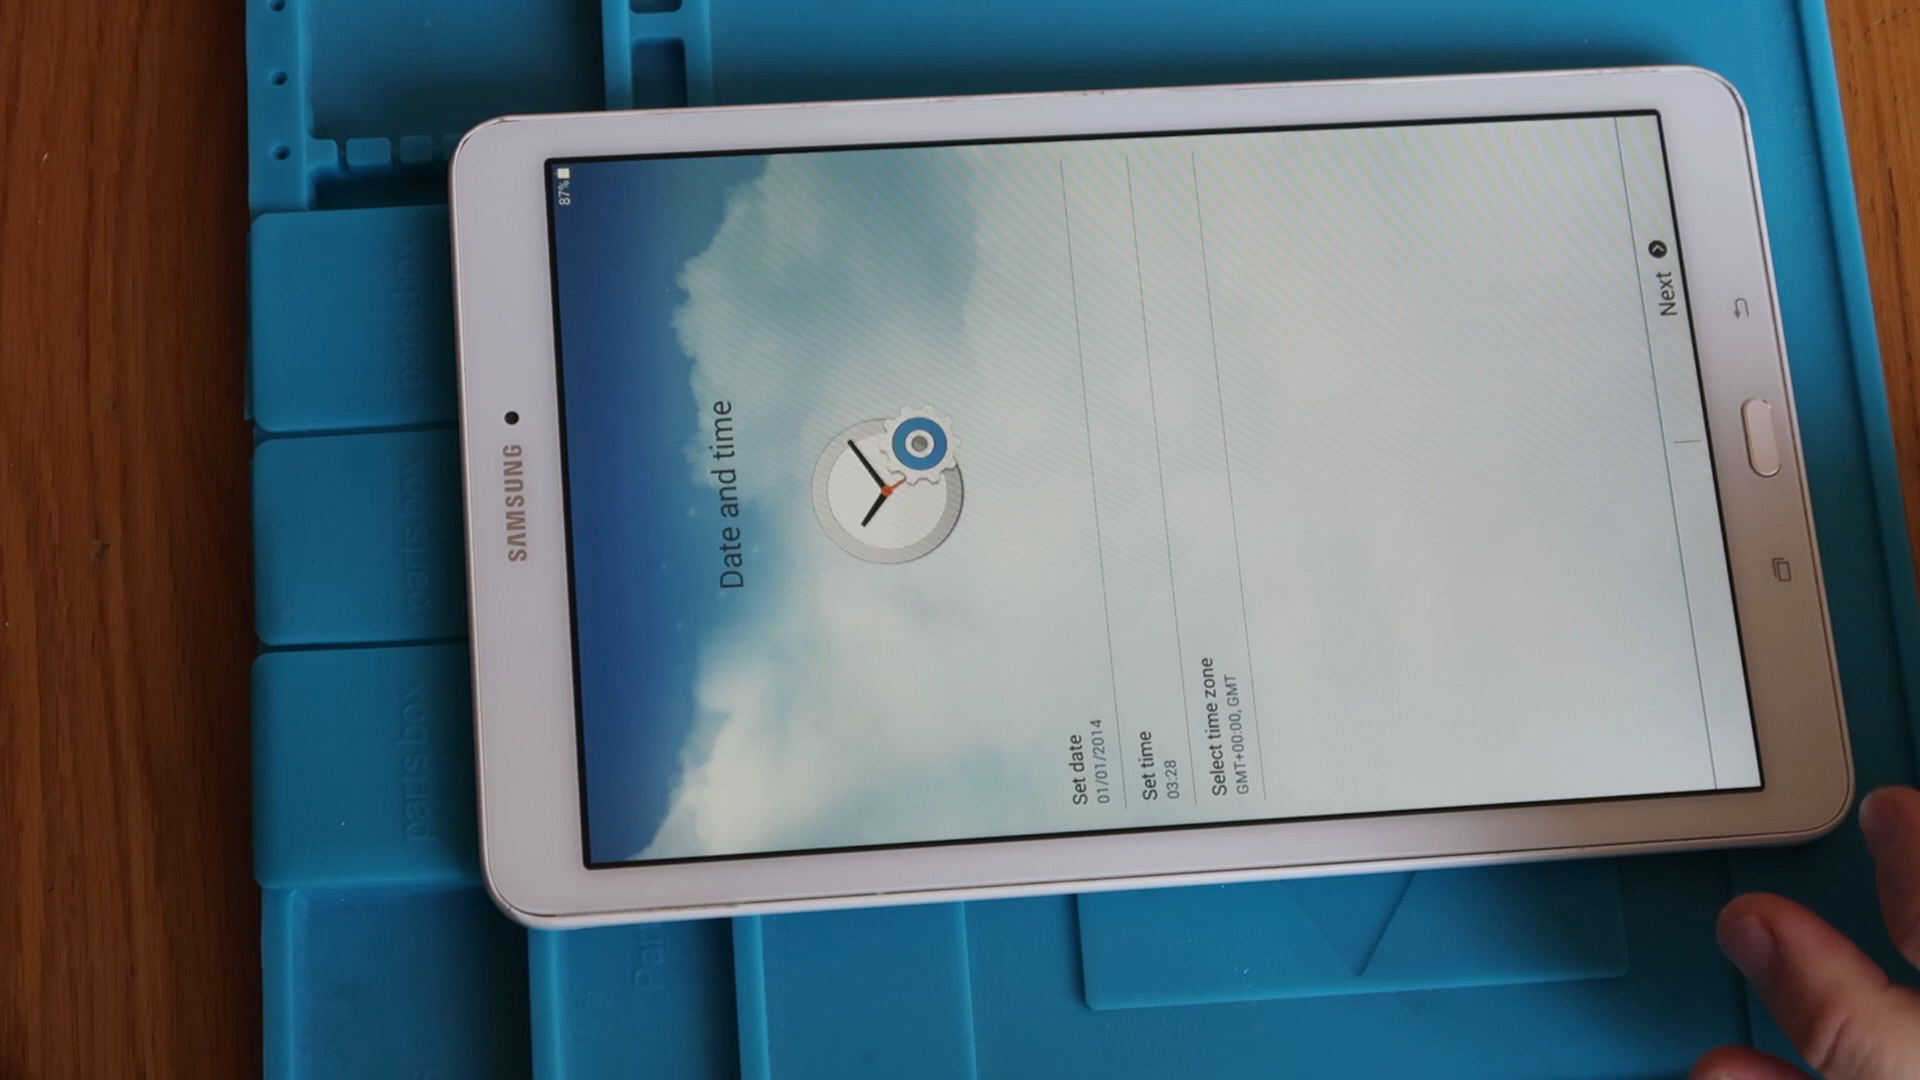 SAMSUNG
87%
Date and time
Set date
01/01/2014
Set time
03:28
Select time zone
GMT+00:00, GMT
Next
parts box
parts box
parts box